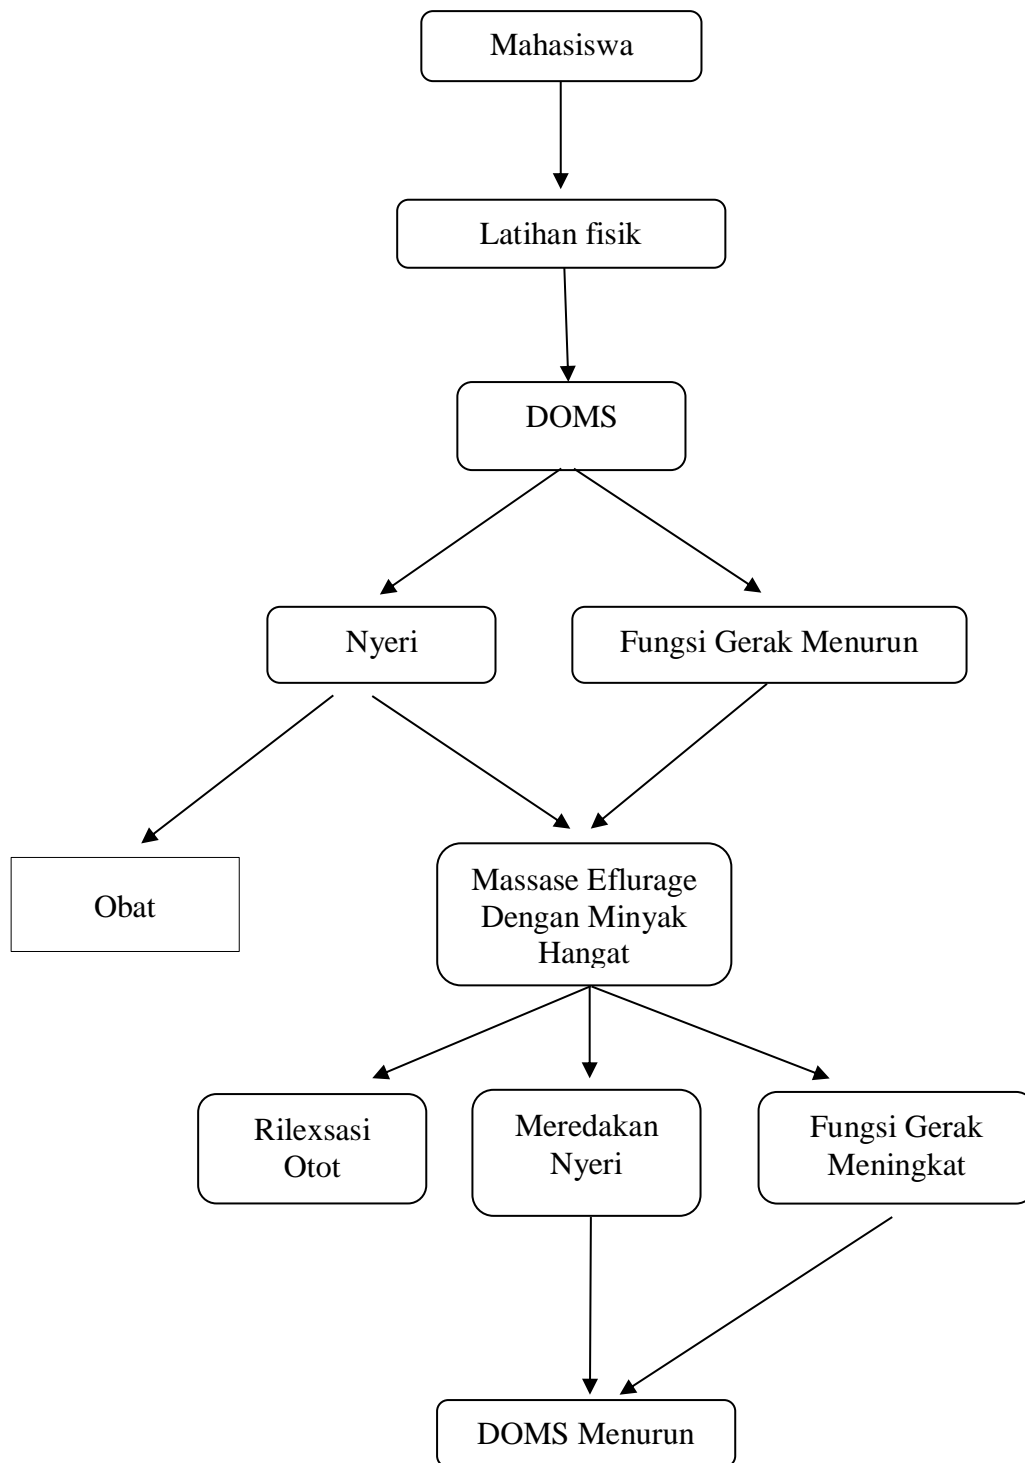 Mahasiswa
Latihan fisik
DOMS
Nyeri
Fungsi Gerak Menurun
Obat
Massase Eflurage
Dengan Minyak
Hangat
Rilexsasi
Otot
Meredakan
Nyeri
Fungsi Gerak
Meningkat
DOMS Menurun